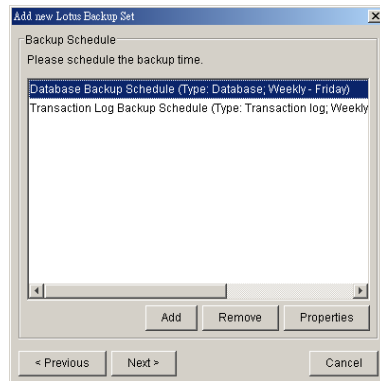 Add new Lotus Backup Set
Backup Schedule
Please schedule the backup time.
Database Backup Schedule (Type: Database; Weekly - Friday)
Transaction Log Backup Schedule (Type: Transaction log; Weekly
Add Remove Properties
< Previous Next > Cancel